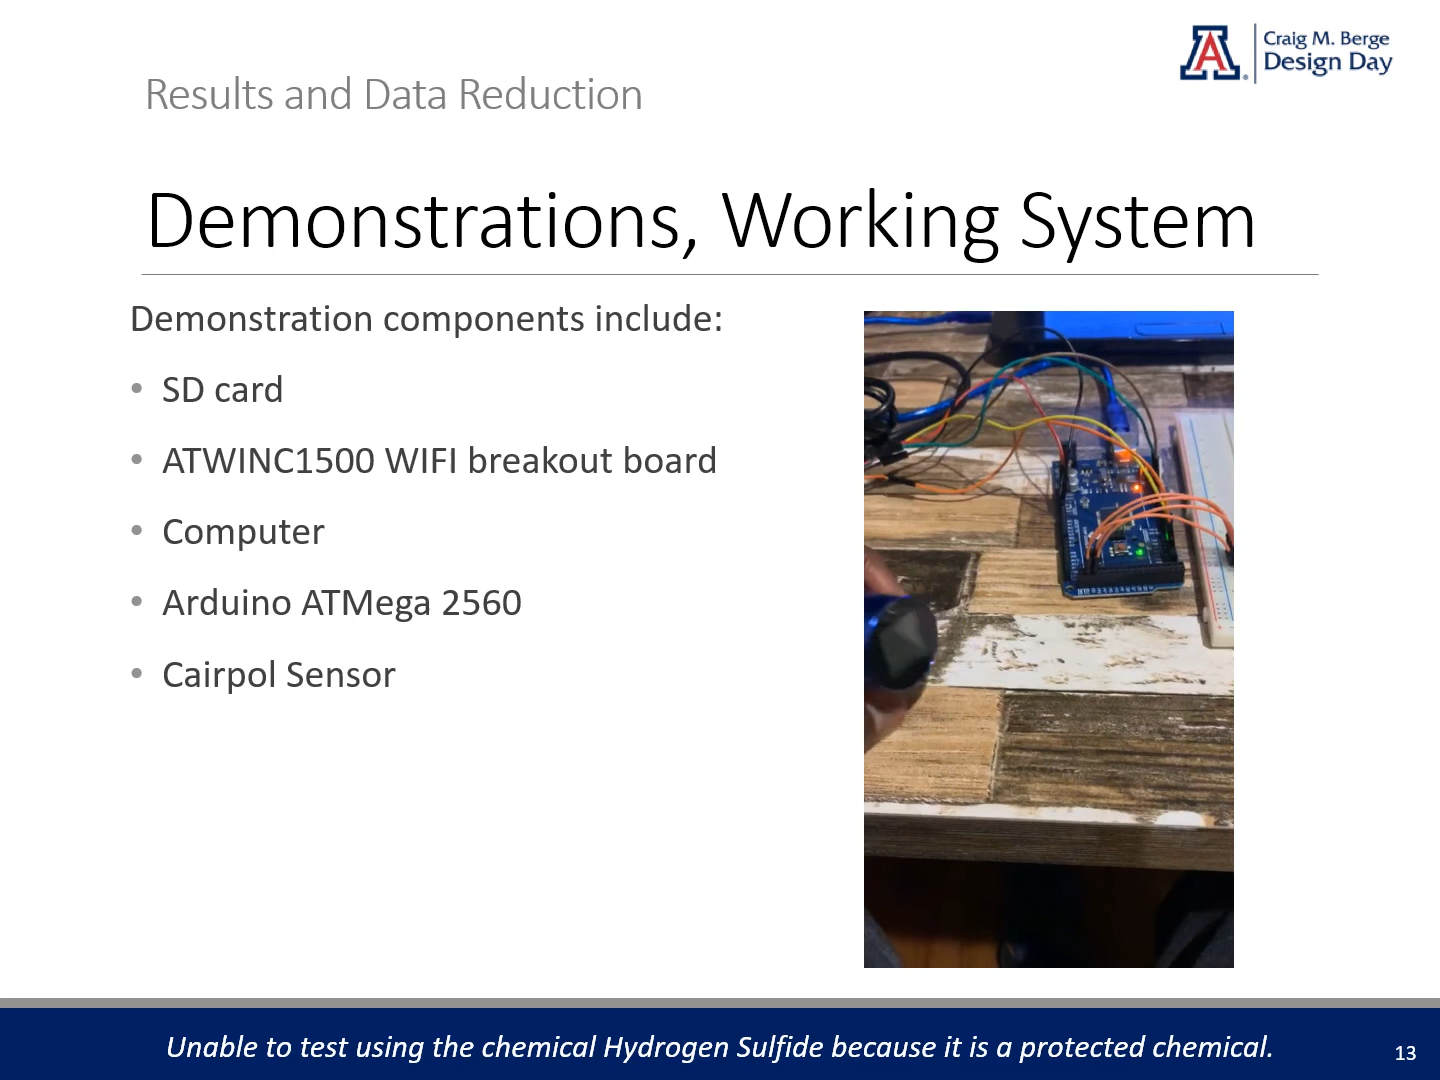 Craig M. Berge
Design Day
Results and Data Reduction
Demonstrations, Working System
Demonstration components include:
• SD card
• ATWINC1500 WIFI breakout board
• Computer
• Arduino ATMega 2560
• Cairpol Sensor
Unable to test using the chemical Hydrogen Sulfide because it is a protected chemical.
13